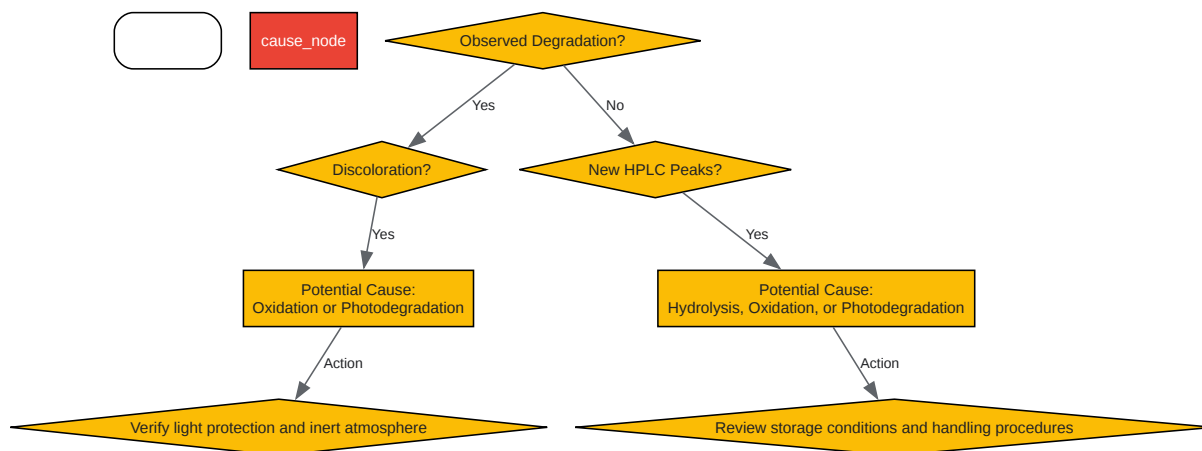 cause_node
Observed Degradation?
Yes
No
Discoloration?
New HPLC Peaks?
Yes
Yes
Potential Cause:
Oxidation or Photodegradation
Potential Cause:
Hydrolysis, Oxidation, or Photodegradation
Action
Action
Verify light protection and inert atmosphere
Review storage conditions and handling procedures